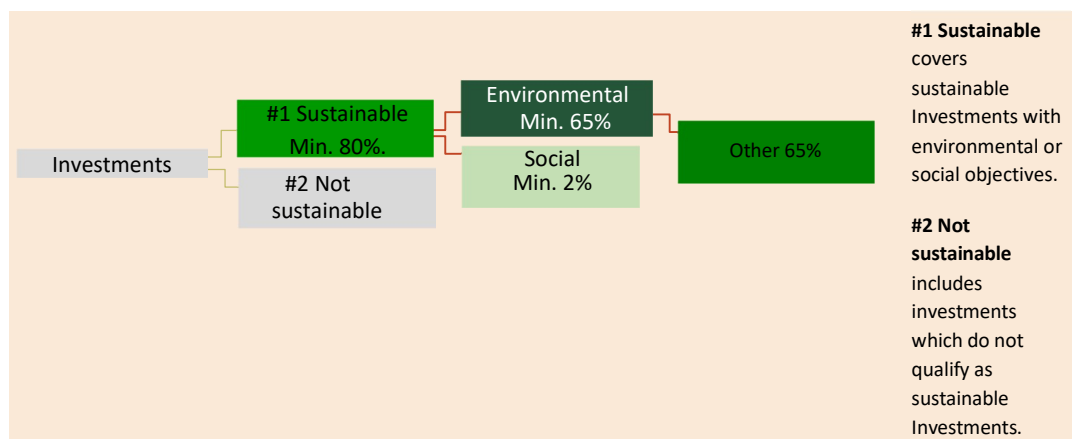 Investments
#1 Sustainable
Min. 80%.
#2 Not
sustainable
Environmental
Min. 65%
Social
Min. 2%
Other 65%
#1 Sustainable
covers
sustainable
Investments with
environmental or
social objectives.
#2 Not
sustainable
includes
investments
which do not
qualify as
sustainable
Investments.